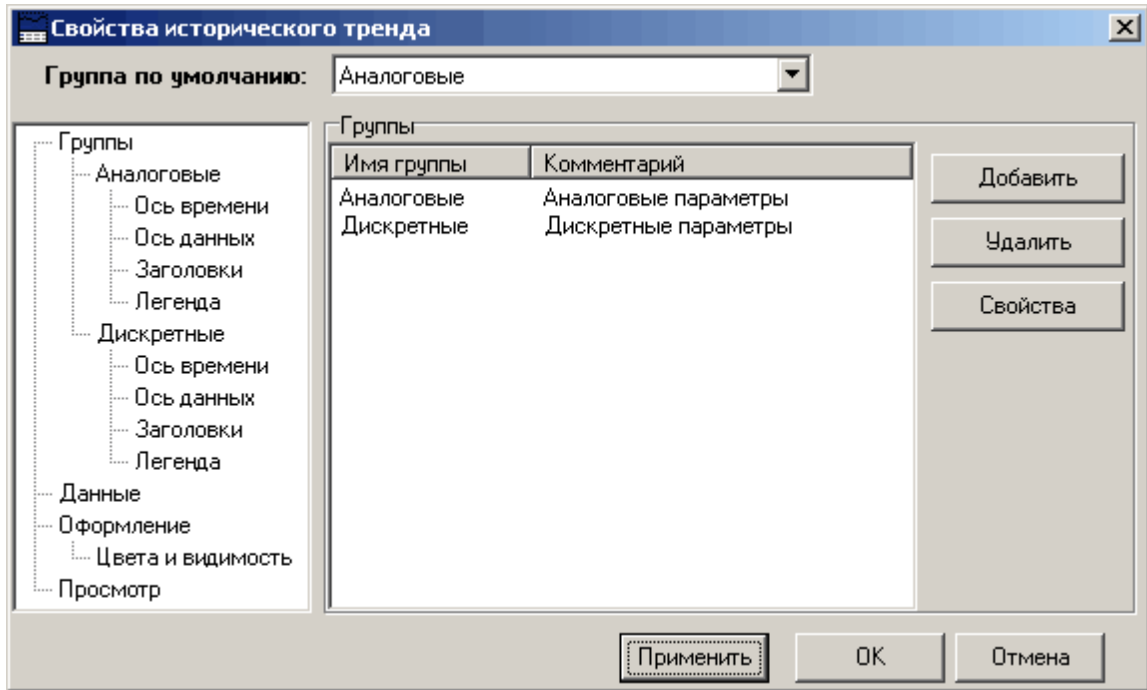 Свойства исторического тренда
Группа по умолчанию: Аналоговые
Группы
Аналоговые
Ось времени
Ось данных
Заголовки
Легенда
Дискретные
Ось времени
Ось данных
Заголовки
Легенда
Данные
Оформление
Цвета и видимость
Просмотр
Группы
Имя группы Комментарий
Аналоговые Аналоговые параметры
Дискретные Дискретные параметры
Добавить
Удалить
Свойства
Применить OK Отмена